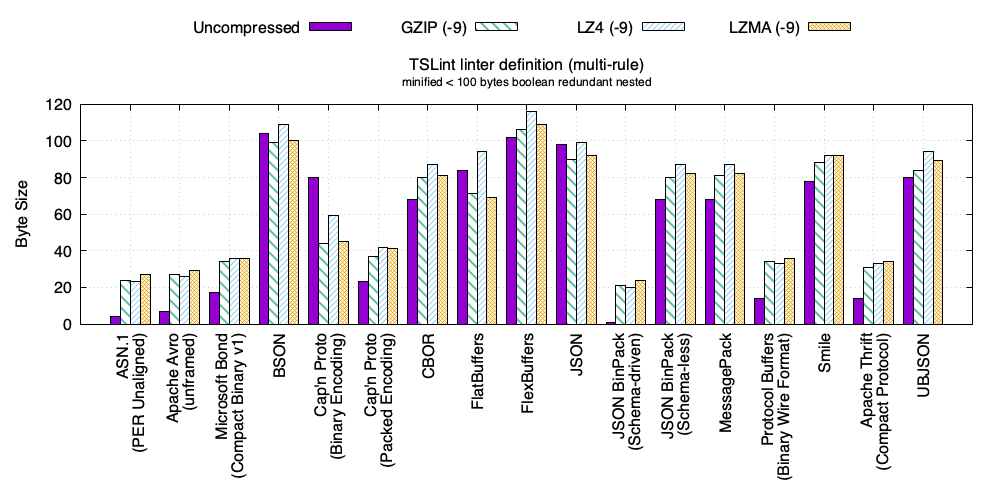 Uncompressed GZIP (-9) LZ4 (-9) LZMA (-9)
TSLint linter definition (multi-rule)
minified < 100 bytes boolean redundant nested
Byte Size
120
100
80
60
40
20
0
ASN.1
(PER Unaligned)
Apache Avro
(unframed)
Microsoft Bond
(Compact Binary v1)
BSON
Cap'n Proto
(Binary Encoding)
Cap'n Proto
(Packed Encoding)
CBOR
FlatBuffers
FlexBuffers
JSON
JSON BinPack
(Schema-driven)
JSON BinPack
(Schema-less)
MessagePack
Protocol Buffers
(Binary Wire Format)
Smile
Apache Thrift
(Compact Protocol)
UBJSON